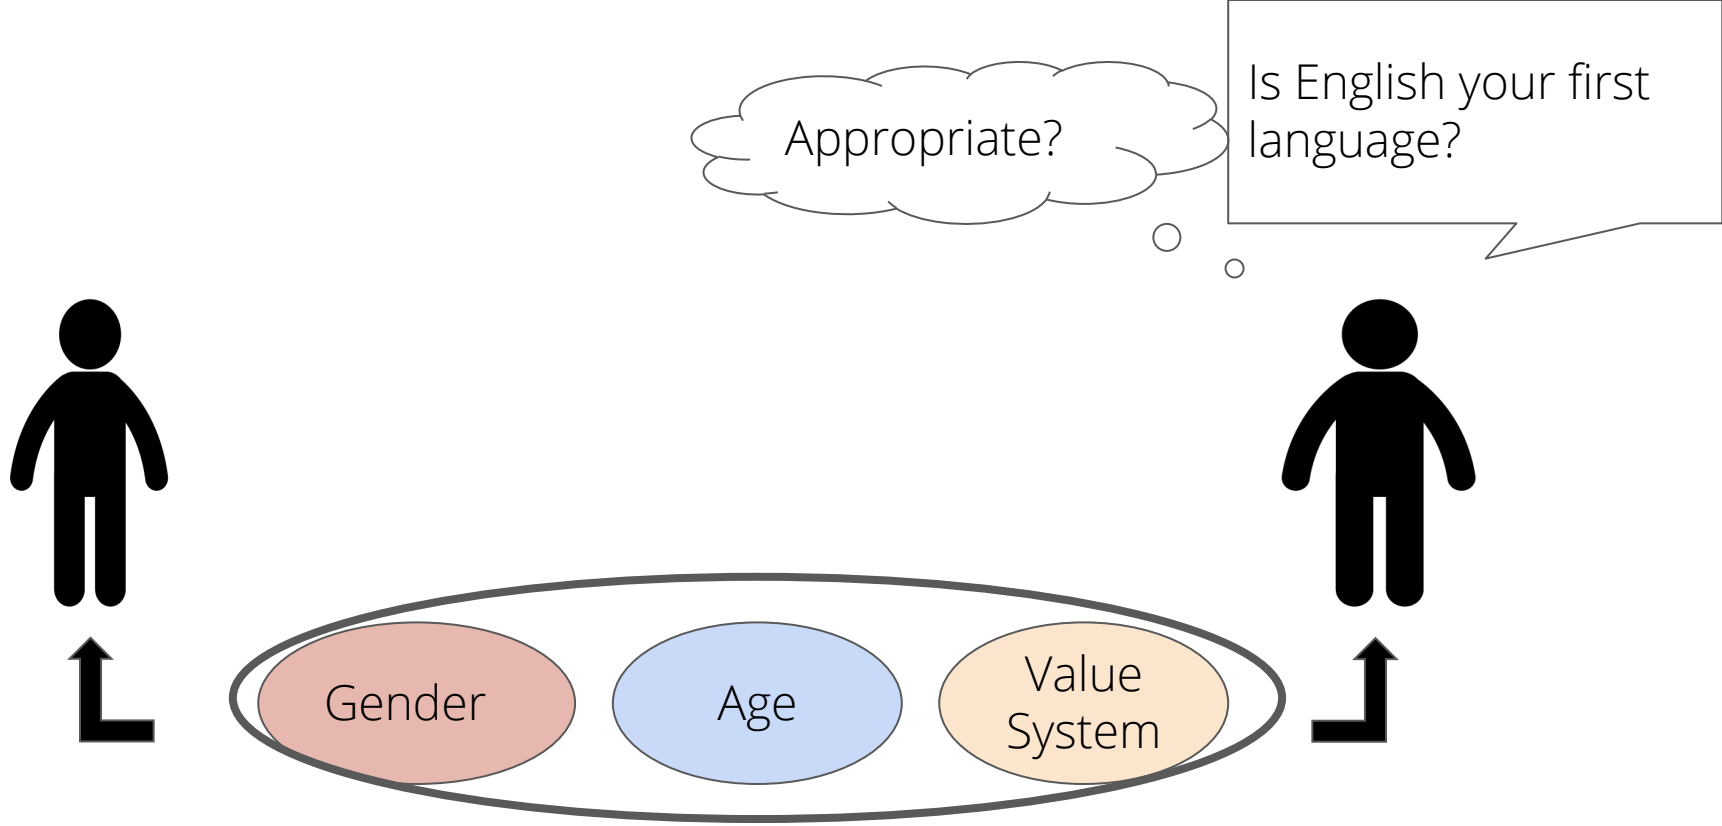 Appropriate?
Is English your first
language?
Gender
Age
Value
System